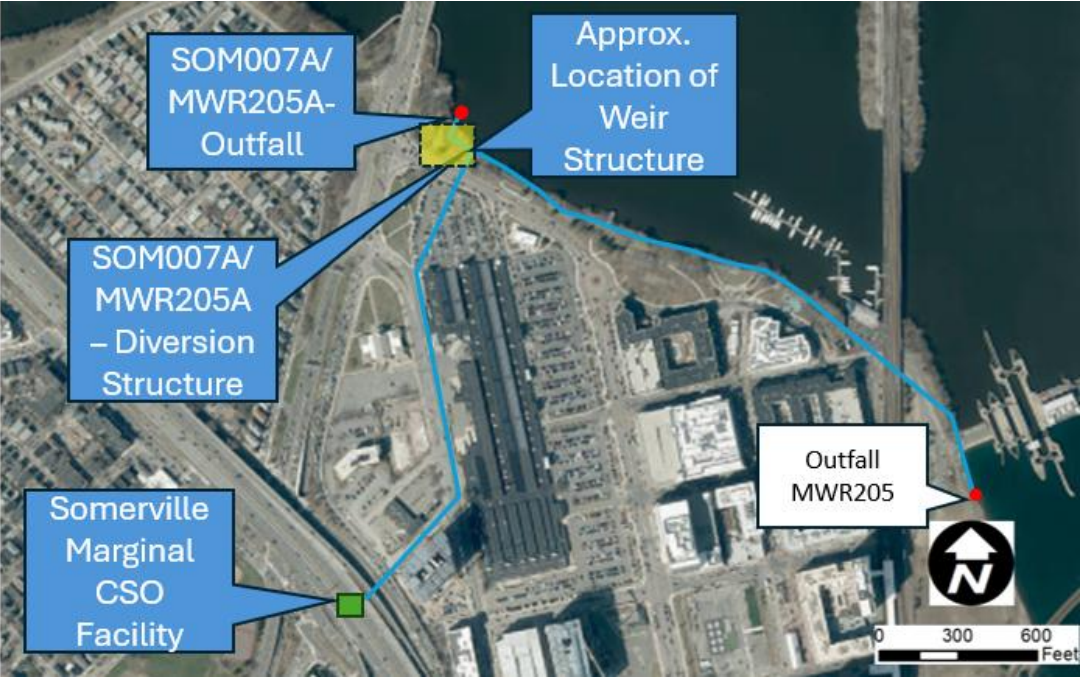 SOM007A/
MWR205A-
Outfall
Approx.
Location of
Weir
Structure
SOM007A/
MWR205A
– Diversion
Structure
Outfall
MWR205
Somerville
Marginal
CSO
Facility
N
0 300 600
Feet